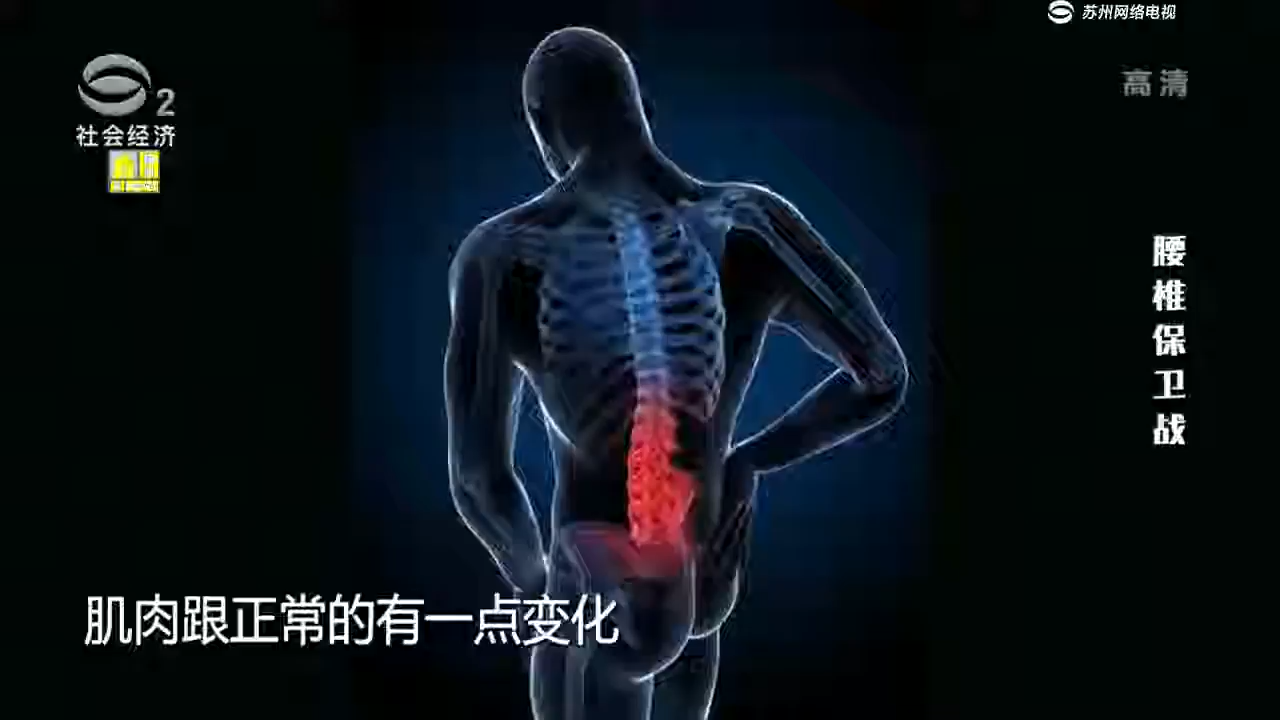 苏州网络电视
2
社会经济
高清
腰椎保卫战
肌肉跟正常的有一点变化